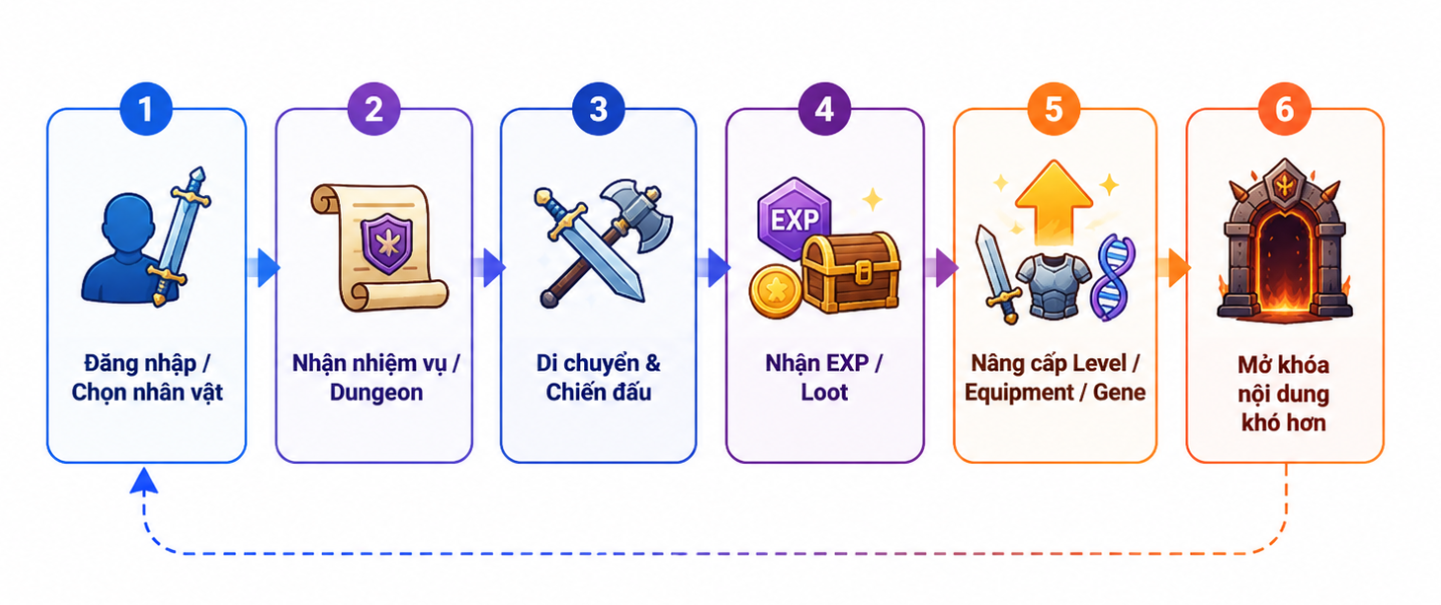 1
Đăng nhập /
Chọn nhân vật
2
Nhận nhiệm vụ /
Dungeon
3
Di chuyển &
Chiến đấu
4
EXP
Nhận EXP /
Loot
5
Nâng cấp Level /
Equipment / Gene
6
Mở khóa
nội dung
khó hơn